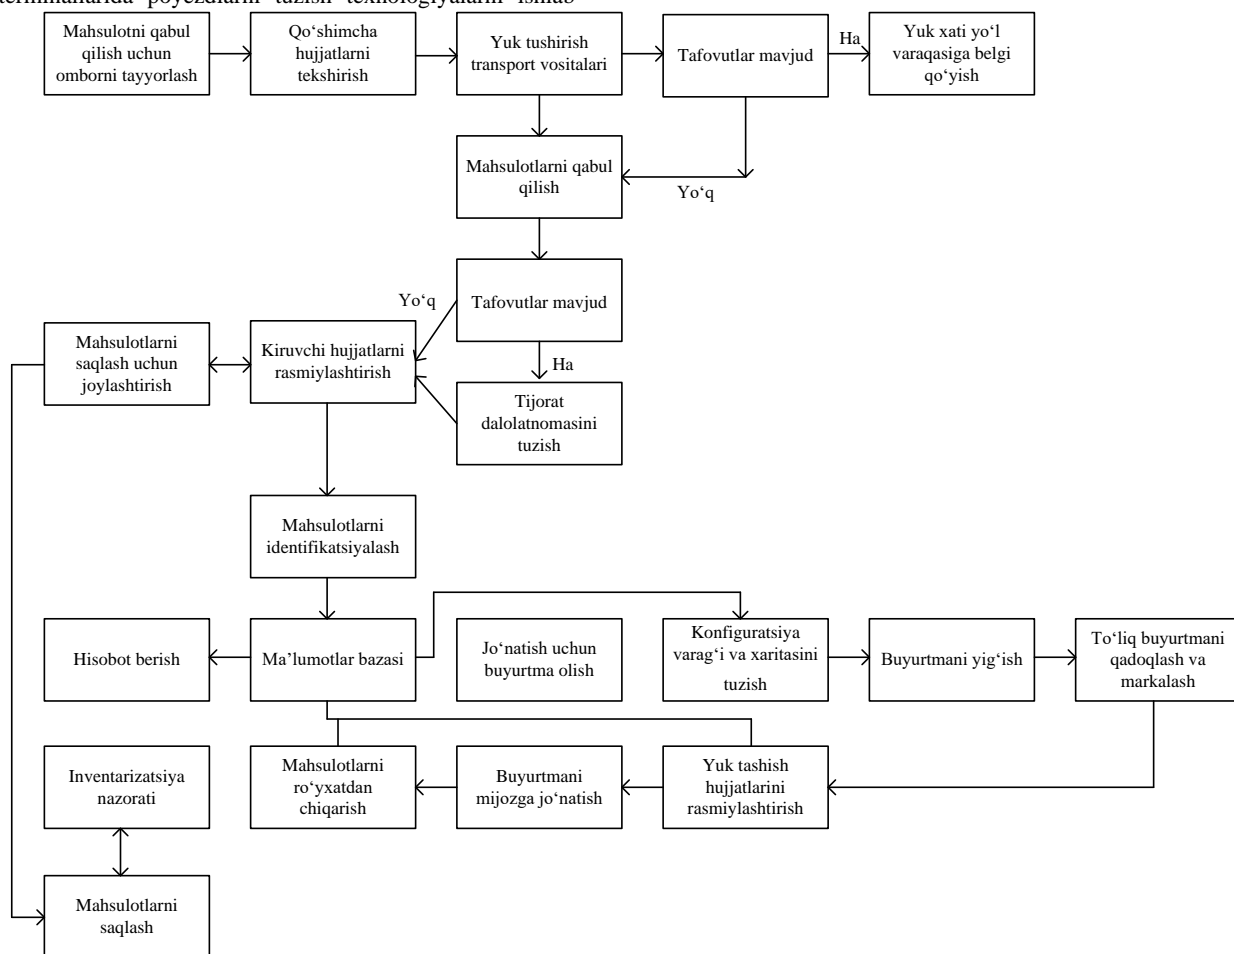 terminallarida poyezdlarni tuzish texnologiyalarni ishlab
Mahsulotni qabul
qilish uchun
omborni tayyorlash
Qo‘shimcha
hujjatlarni
tekshirish
Yuk tushirish
transport vositalari
Tafovutlar mavjud
Ha
Yuk xati yo‘l
varaqasiga belgi
qo‘yish
Mahsulotlarni qabul
qilish
Yo‘q
Tafovutlar mavjud
Yo‘q
Ha
Mahsulotlarni
saqlash uchun
joylashtirish
Kiruvchi hujjatlarni
rasmiylashtirish
Tijorat
dalolatnomasini
tuzish
Mahsulotlarni
identifikatsiyalash
Hisobot berish
Ma’lumotlar bazasi
Jo‘natish uchun
buyurtma olish
Konfiguratsiya
varag‘i va xaritasini
tuzish
Buyurtmani yig‘ish
To‘liq buyurtmani
qadoqlash va
markalash
Inventarizatsiya
nazorati
Mahsulotlarni
ro‘yxatdan
chiqarish
Buyurtmani
mijozga jo‘natish
Yuk tashish
hujjatlarini
rasmiylashtirish
Mahsulotlarni
saqlash